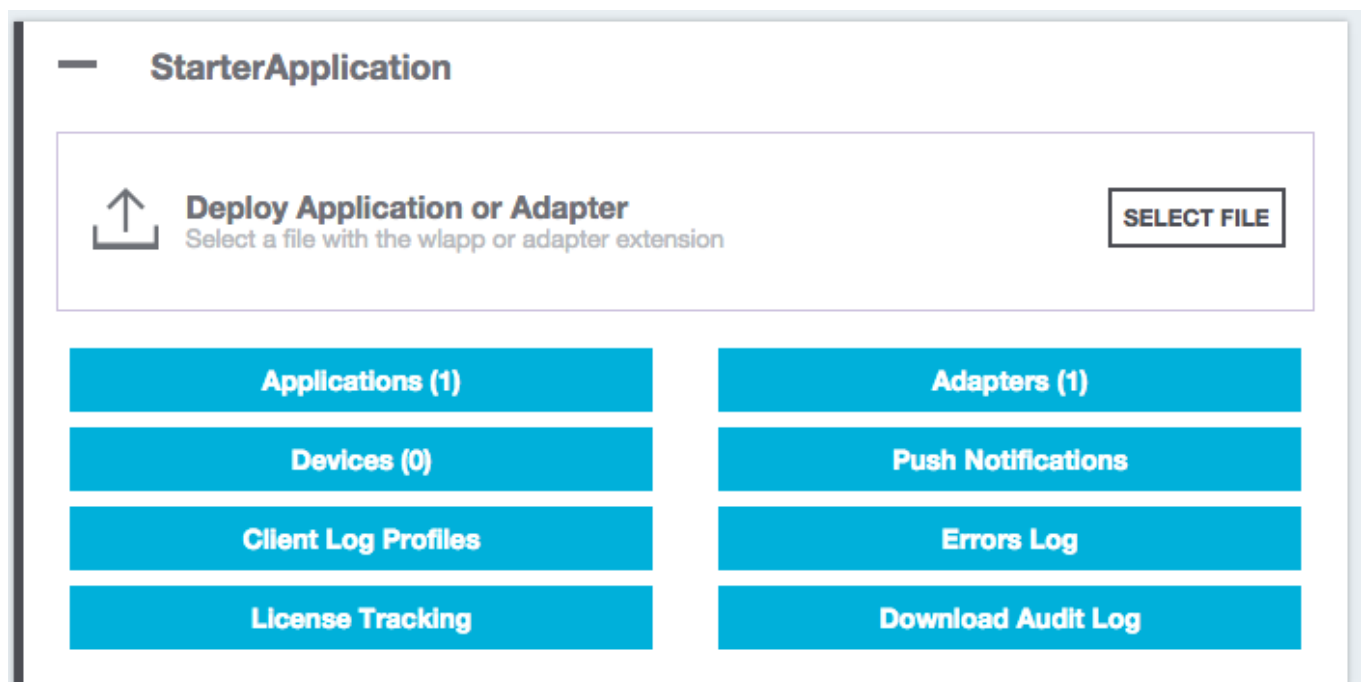 StarterApplication
Deploy Application or Adapter
Select a file with the wlapp or adapter extension
SELECT FILE
Applications (1)
Adapters (1)
Devices (0)
Push Notifications
Client Log Profiles
Errors Log
License Tracking
Download Audit Log